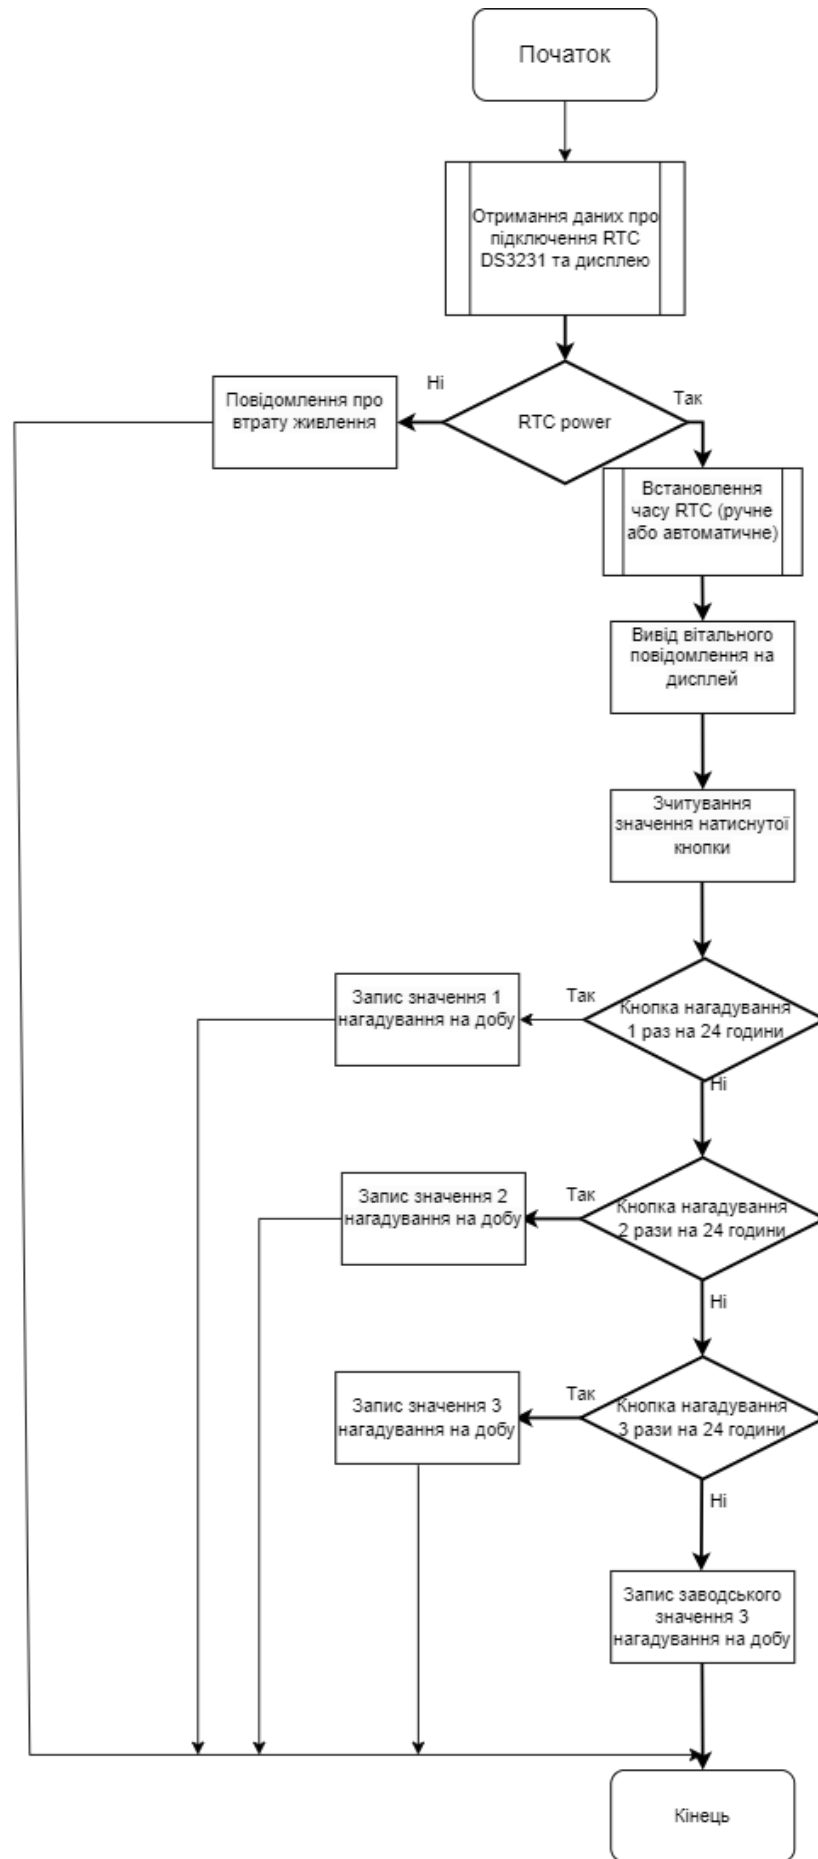 Початок
Отримання даних про
підключення RTC
DS3231 та дисплею
Ні
Так
Повідомлення про
втрату живлення
RTC power
Встановлення
часу RTC (ручне
або автоматичне)
Вивід вітального
повідомлення на
дисплей
Зчитування
значення натиснутої
кнопки
Запис значення 1
нагадування на добу
Так
Кнопка нагадування
1 раз на 24 години
Ні
Запис значення 2
нагадування на добу
Так
Кнопка нагадування
2 рази на 24 години
Ні
Запис значення 3
нагадування на добу
Так
Кнопка нагадування
3 рази на 24 години
Ні
Запис заводського
значення 3
нагадування на добу
Кінець